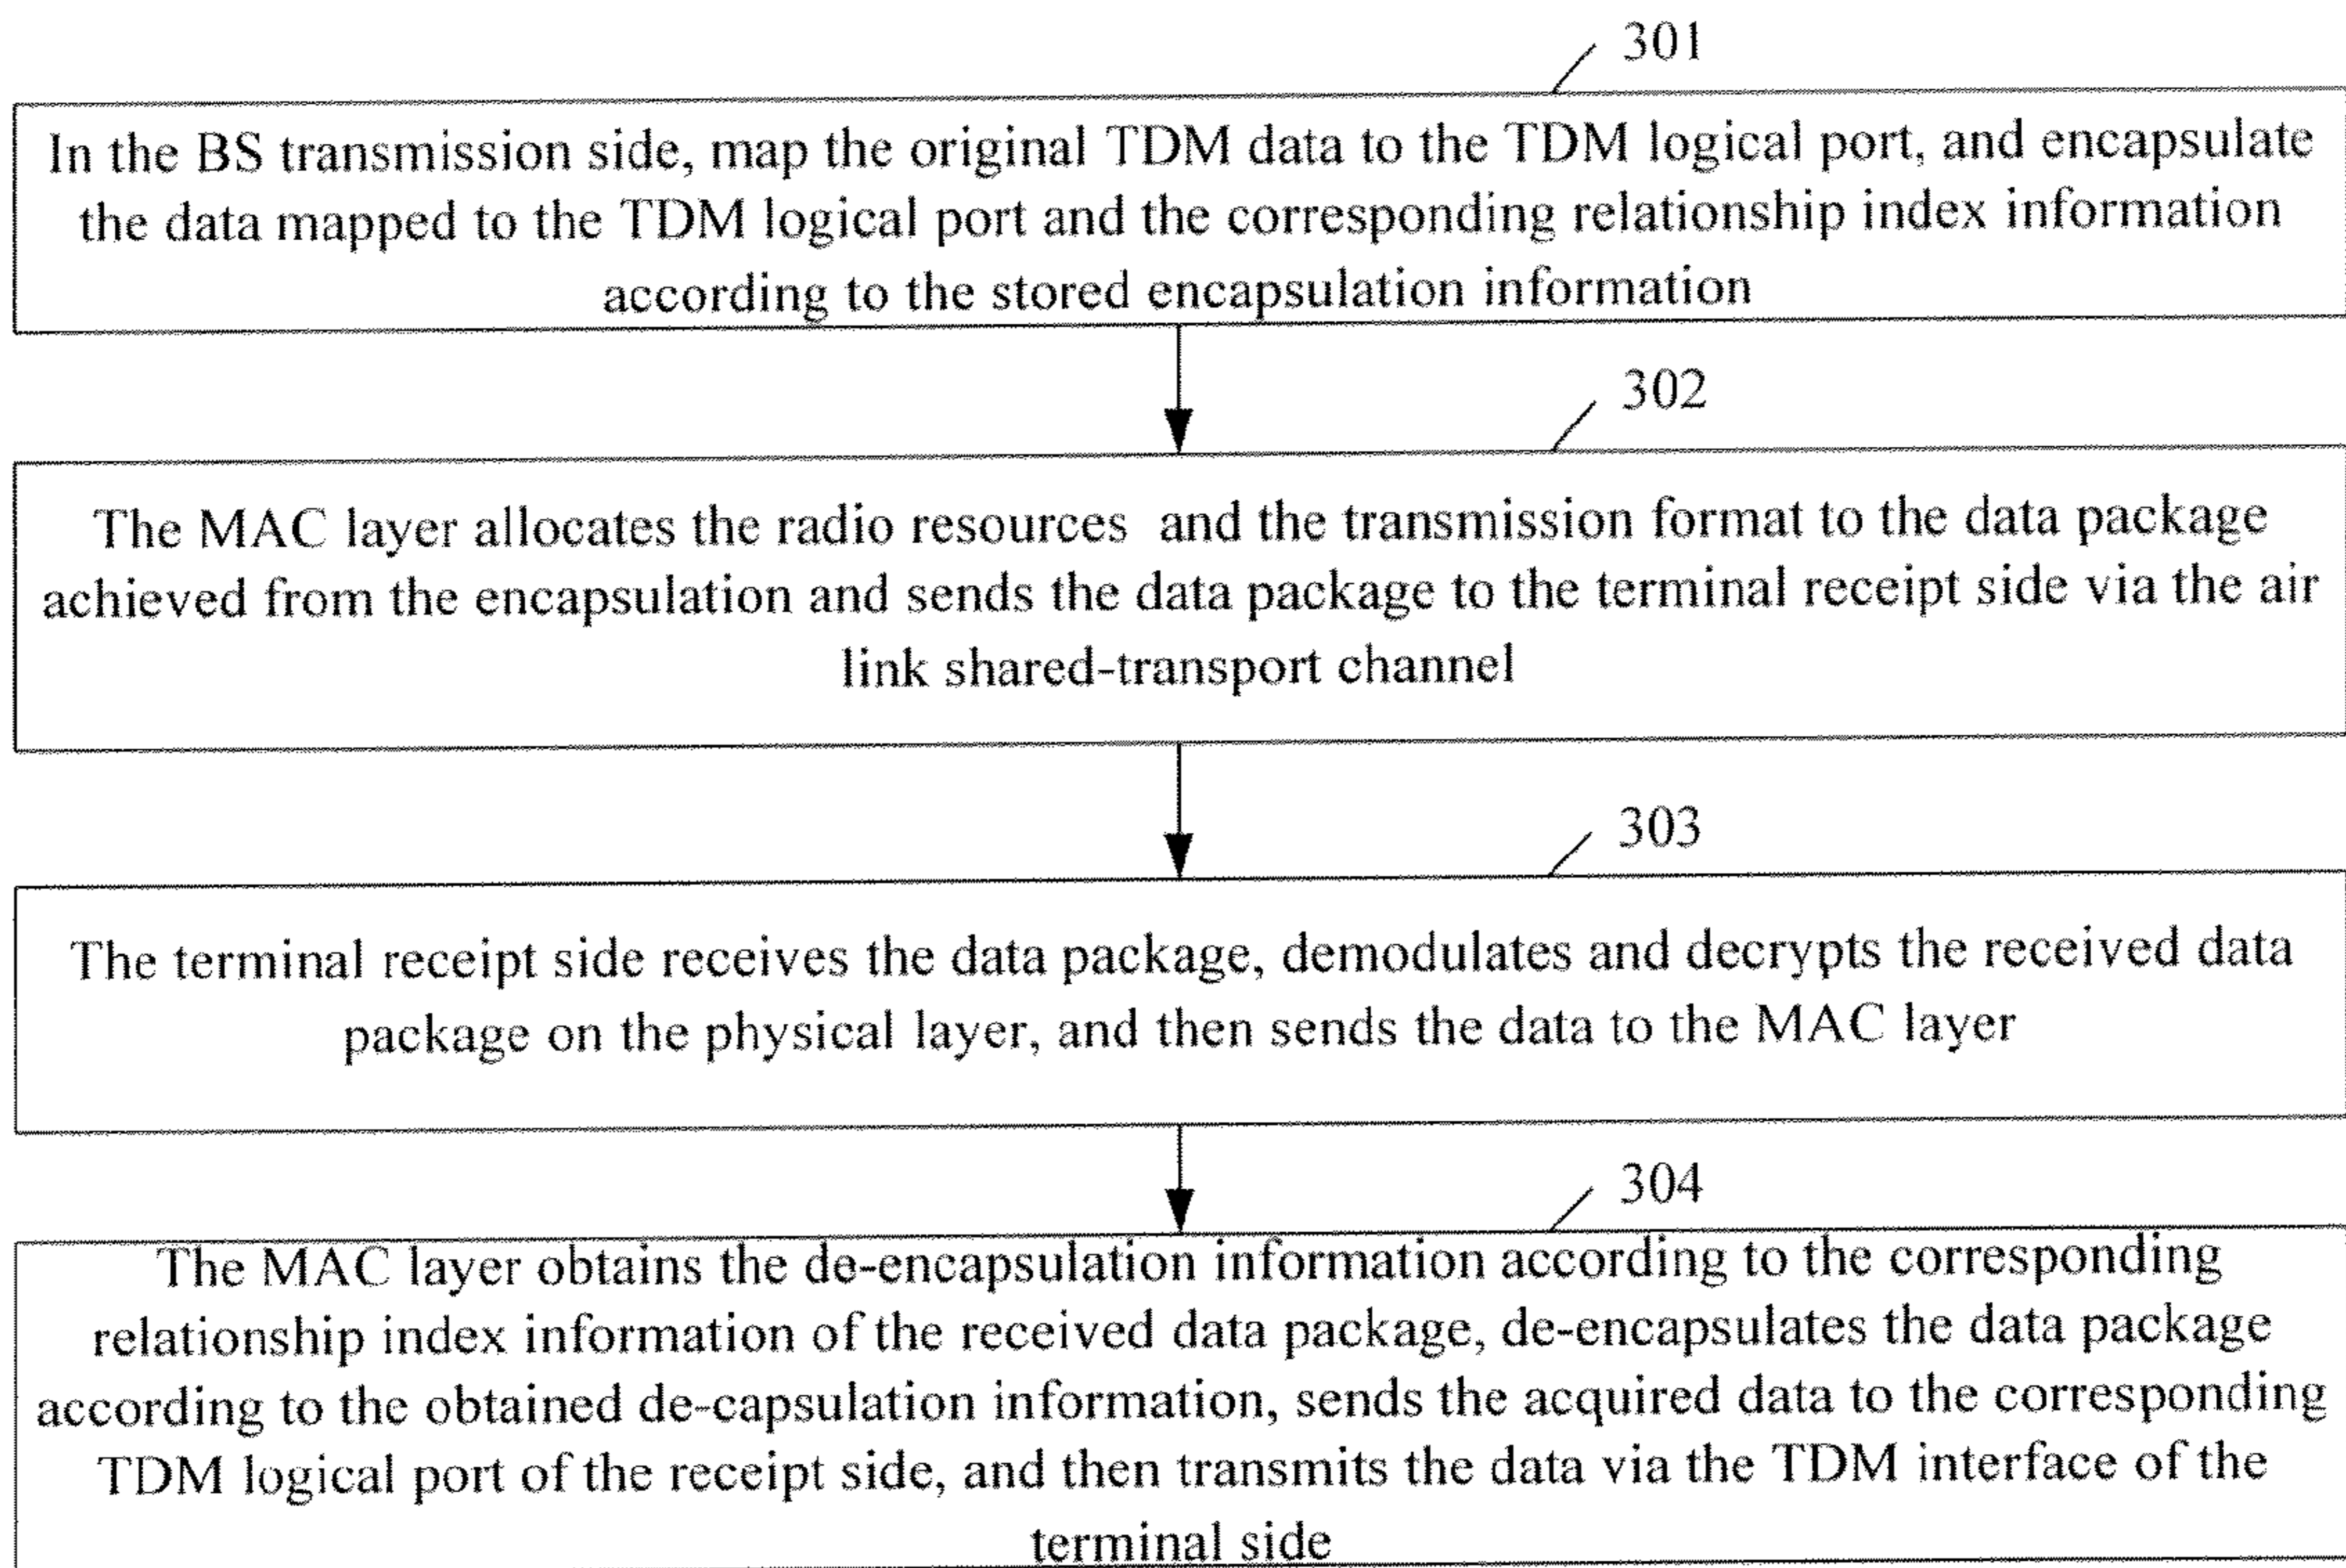 301
In the BS transmission side, map the original TDM data to the TDM logical port, and encapsulate
the data mapped to the TDM logical port and the corresponding relationship index information
according to the stored encapsulation information
302
The MAC layer allocates the radio resources and the transmission format to the data package
achieved from the encapsulation and sends the data package to the terminal receipt side via the air
link shared-transport channel
303
The terminal receipt side receives the data package, demodulates and decrypts the received data
package on the physical layer, and then sends the data to the MAC layer
304
The MAC layer obtains the de-encapsulation information according to the corresponding
relationship index information of the received data package, de-encapsulates the data package
according to the obtained de-capsulation information, sends the acquired data to the corresponding
TDM logical port of the receipt side, and then transmits the data via the TDM interface of the
terminal side